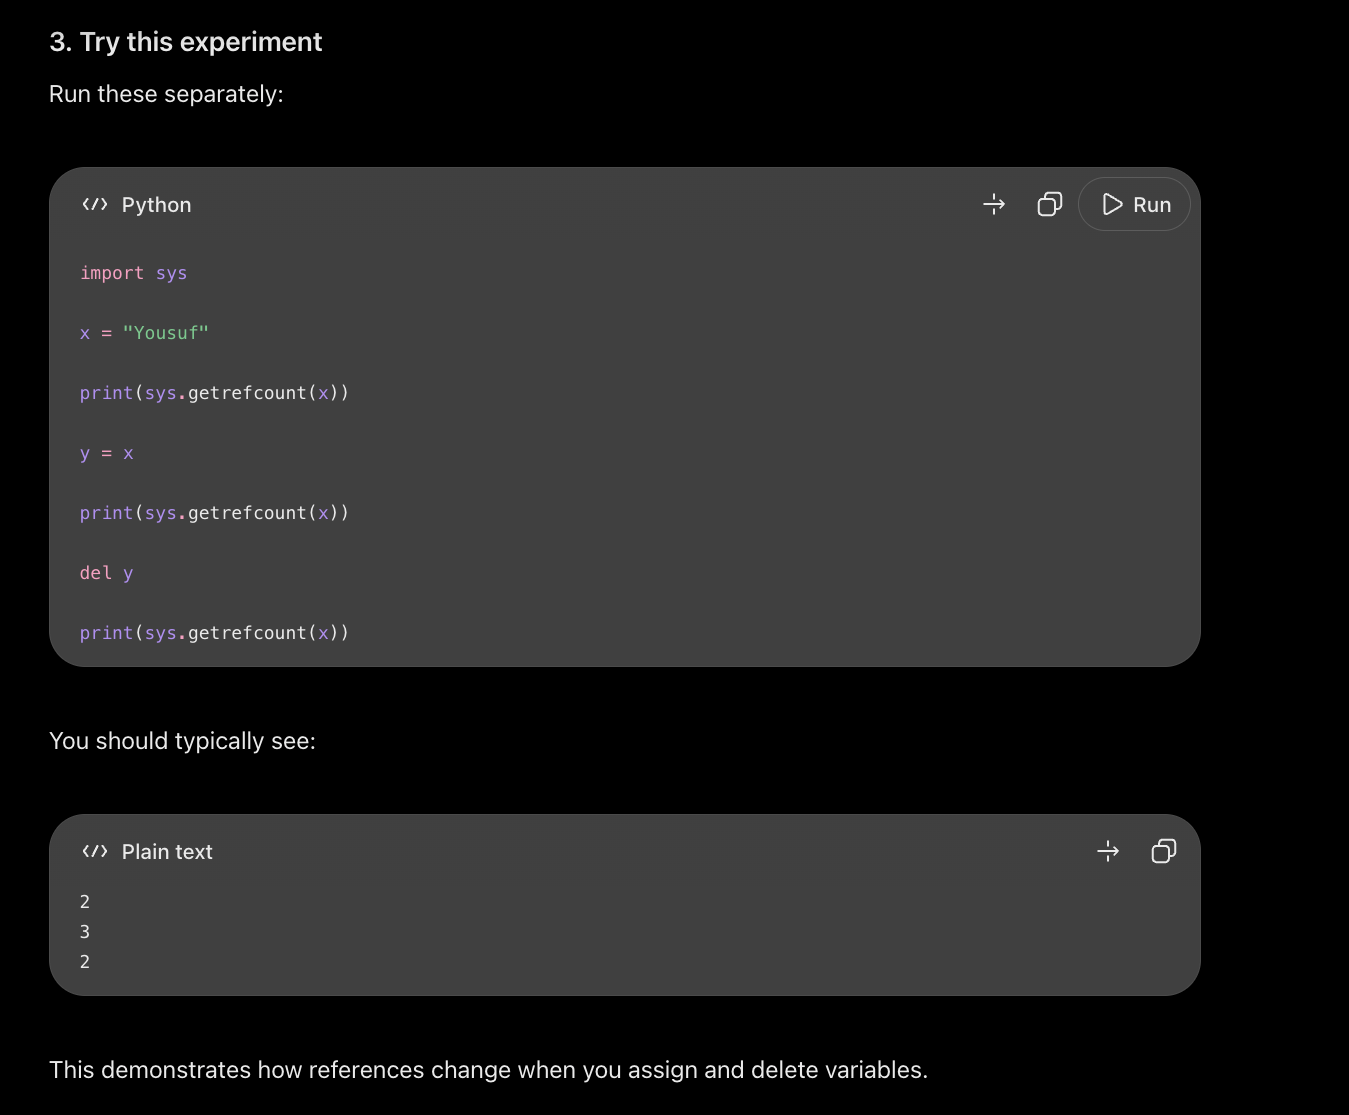 3. Try this experiment
Run these separately:
Python
Run
import sys
x = "Yousuf"
print(sys.getrefcount(x))
y = x
print(sys.getrefcount(x))
del y
print(sys.getrefcount(x))
You should typically see:
Plain text
2
3
2
This demonstrates how references change when you assign and delete variables.